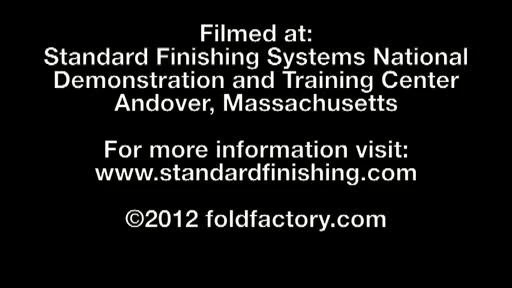 Filmed at:
Standard Finishing Systems National
Demonstration and Training Center
Andover, Massachusetts
For more information visit:
www.standardfinishing.com
©2012 foldfactory.com